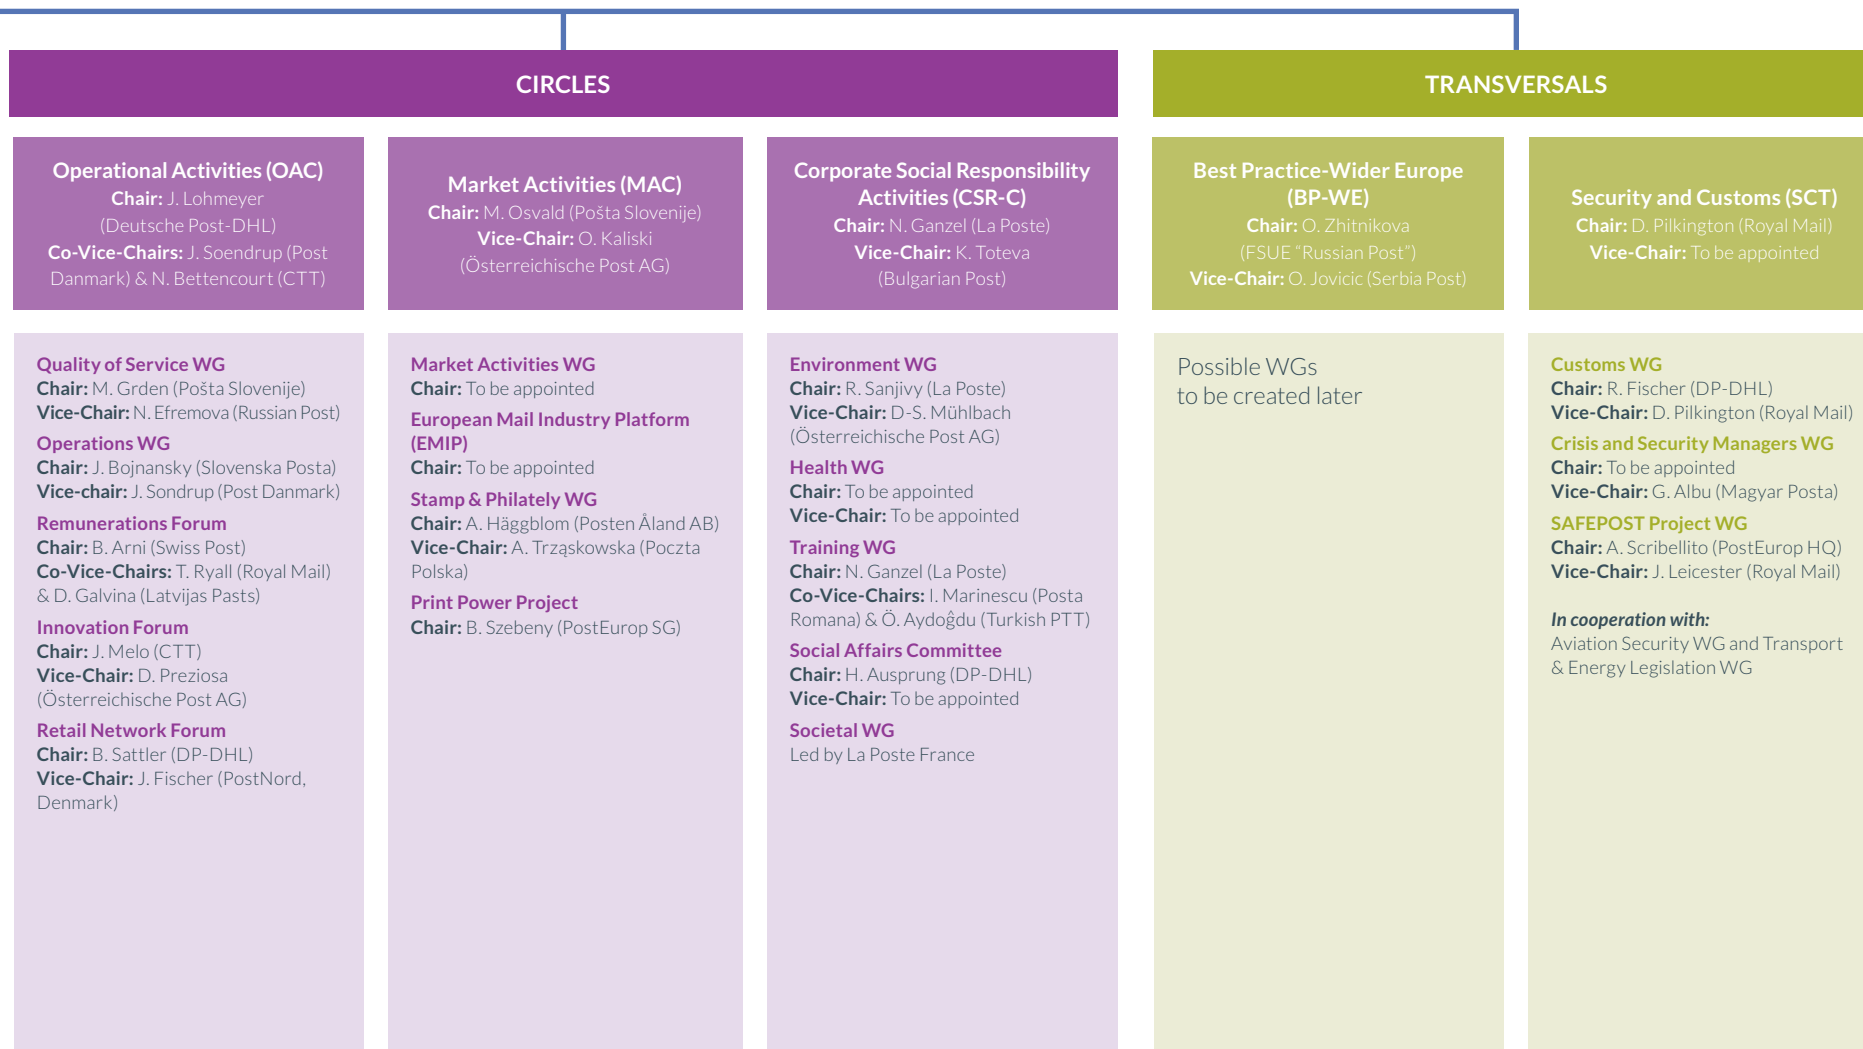 CIRCLES
TRANSVERSALS
Operational Activities (OAC)
Chair: J. Lohmeyer
(Deutsche Post-DHL)
Co-Vice-Chairs: J. Soendrup (Post
Danmark) & N. Bettencourt (CTT)
Market Activities (MAC)
Chair: M. Osvald (Pošta Slovenije)
Vice-Chair: O. Kaliski
(Österreichische Post AG)
Corporate Social Responsibility
Activities (CSR-C)
Chair: N. Ganzel (La Poste)
Vice-Chair: K. Toteva
(Bulgarian Post)
Best Practice-Wider Europe
(BP-WE)
Chair: O. Zhitnikova
(FSUE “Russian Post”)
Vice-Chair: O. Jovicic (Serbia Post)
Security and Customs (SCT)
Chair: D. Pilkington (Royal Mail)
Vice-Chair: To be appointed
Quality of Service WG
Chair: M. Grden (Pošta Slovenije)
Vice-Chair: N. Efremova (Russian Post)
Operations WG
Chair: J. Bojnansky (Slovenska Posta)
Vice-chair: J. Sondrup (Post Danmark)
Remunerations Forum
Chair: B. Arni (Swiss Post)
Co-Vice-Chairs: T. Ryall (Royal Mail)
& D. Galvina (Latvijas Pasts)
Innovation Forum
Chair: J. Melo (CTT)
Vice-Chair: D. Preziosa
(Österreichische Post AG)
Retail Network Forum
Chair: B. Sattler (DP-DHL)
Vice-Chair: J. Fischer (PostNord,
Denmark)
Market Activities WG
Chair: To be appointed
European Mail Industry Platform
(EMIP)
Chair: To be appointed
Stamp & Philately WG
Chair: A. Häggblom (Posten Åland AB)
Vice-Chair: A. Trząskowska (Poczta
Polska)
Print Power Project
Chair: B. Szebeny (PostEurop SG)
Environment WG
Chair: R. Sanjivy (La Poste)
Vice-Chair: D-S. Mühlbach
(Österreichische Post AG)
Health WG
Chair: To be appointed
Vice-Chair: To be appointed
Training WG
Chair: N. Ganzel (La Poste)
Co-Vice-Chairs: I. Marinescu (Posta
Romana) & Ö. Aydoĝdu (Turkish PTT)
Social Affairs Committee
Chair: H. Ausprung (DP-DHL)
Vice-Chair: To be appointed
Societal WG
Led by La Poste France
Possible WGs
to be created later
Customs WG
Chair: R. Fischer (DP-DHL)
Vice-Chair: D. Pilkington (Royal Mail)
Crisis and Security Managers WG
Chair: To be appointed
Vice-Chair: G. Albu (Magyar Posta)
SAFEPOST Project WG
Chair: A. Scribellito (PostEurop HQ)
Vice-Chair: J. Leicester (Royal Mail)
In cooperation with:
Aviation Security WG and Transport
& Energy Legislation WG